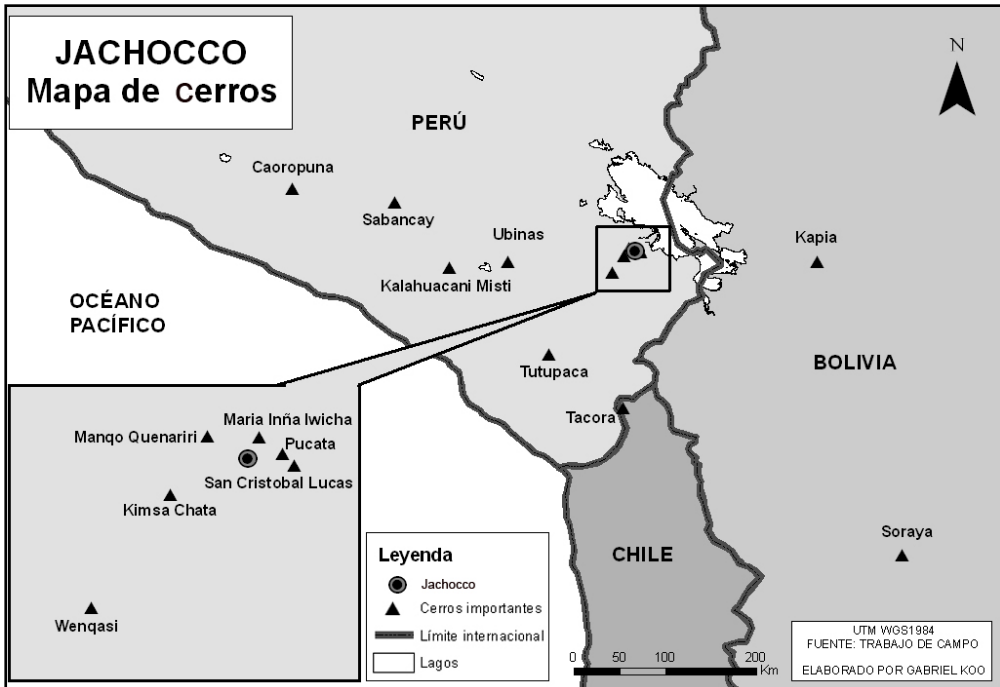 JACHOCCO
Mapa de cerros
N
PERÚ
Caoropuna
Sabancay
Ubinas
Kapia
Kalahuacani Misti
OCÉANO
PACÍFICO
Tutupaca
BOLIVIA
Tacora
Maria Inña Iwicha
Manqo Quenariri
Pucata
San Cristobal Lucas
Kimsa Chata
Wenqasi
CHILE
Soraya
Leyenda
Jachocco
Cerros importantes
Límite internacional
Lagos
0 50 100 200
Km
UTM WGS1984
FUENTE: TRABAJO DE CAMPO
ELABORADO POR GABRIEL KOO